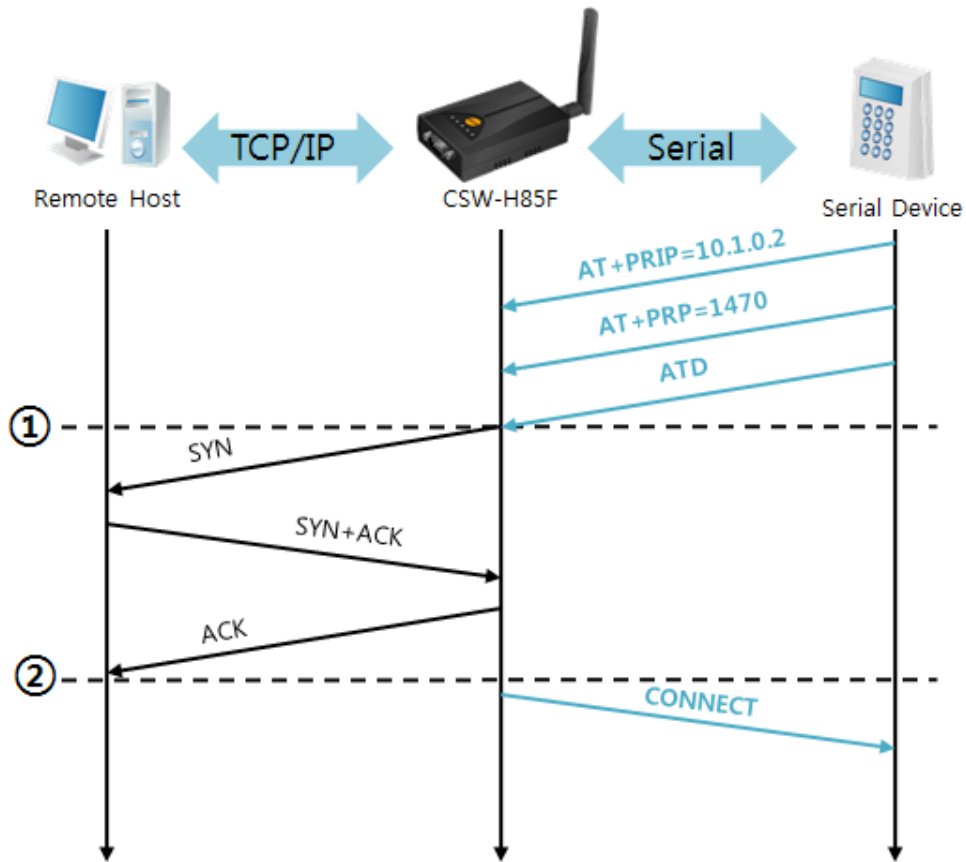 TCP/IP
Serial
Remote Host
CSW-H85F
Serial Device
AT+PRIP=10.1.0.2
AT+PRP=1470
ATD
①
SYN
SYN+ACK
ACK
②
CONNECT